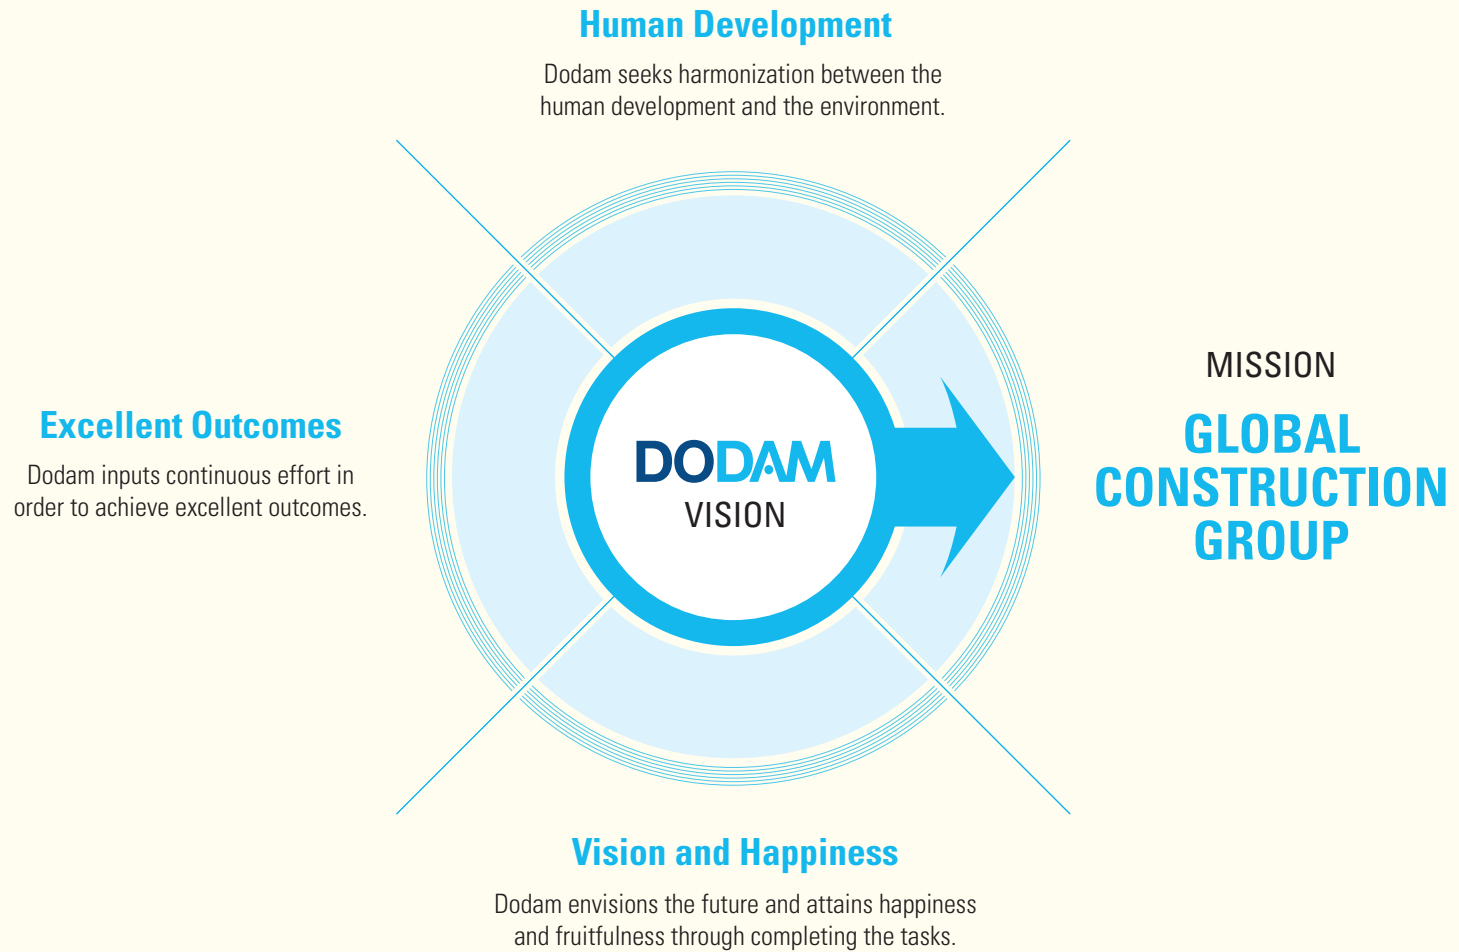 Human Development
Dodam seeks harmonization between the
human development and the environment.
Excellent Outcomes
Dodam inputs continuous effort in
order to achieve excellent outcomes.
DODAM
VISION
MISSION
GLOBAL
CONSTRUCTION
GROUP
Vision and Happiness
Dodam envisions the future and attains happiness
and fruitfulness through completing the tasks.